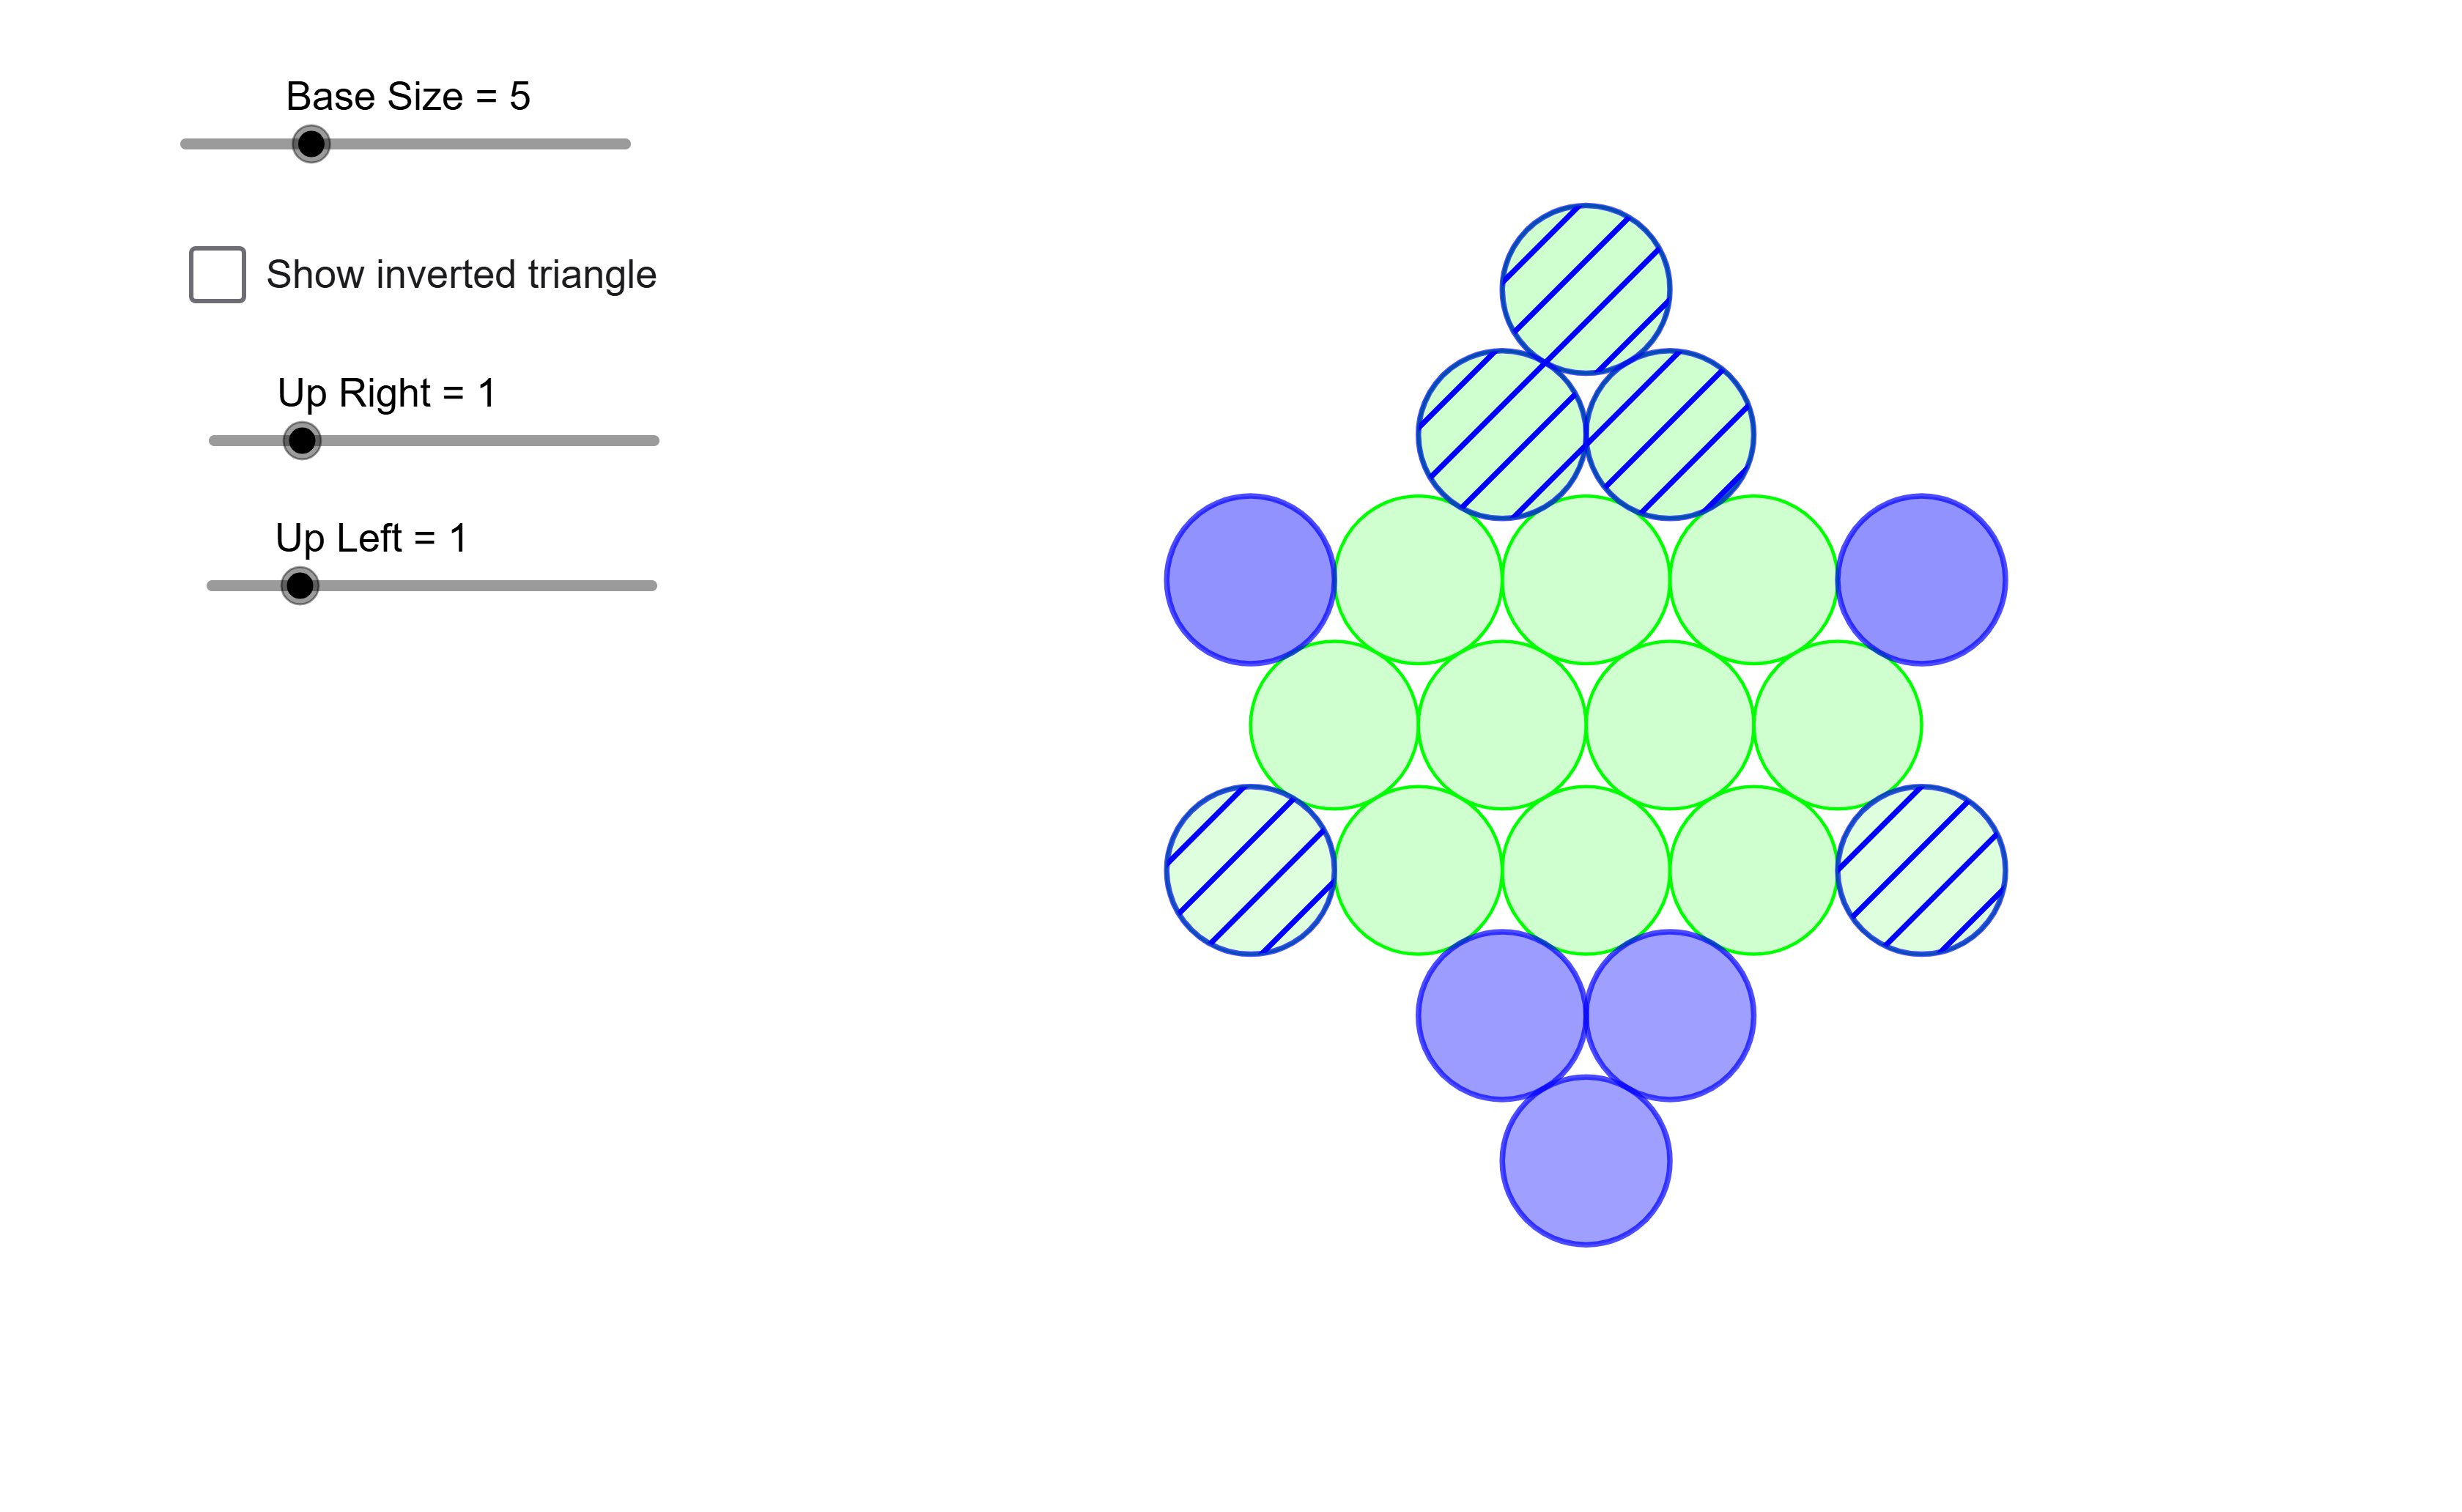 Base Size = 5
Show inverted triangle
Up Right = 1
Up Left = 1